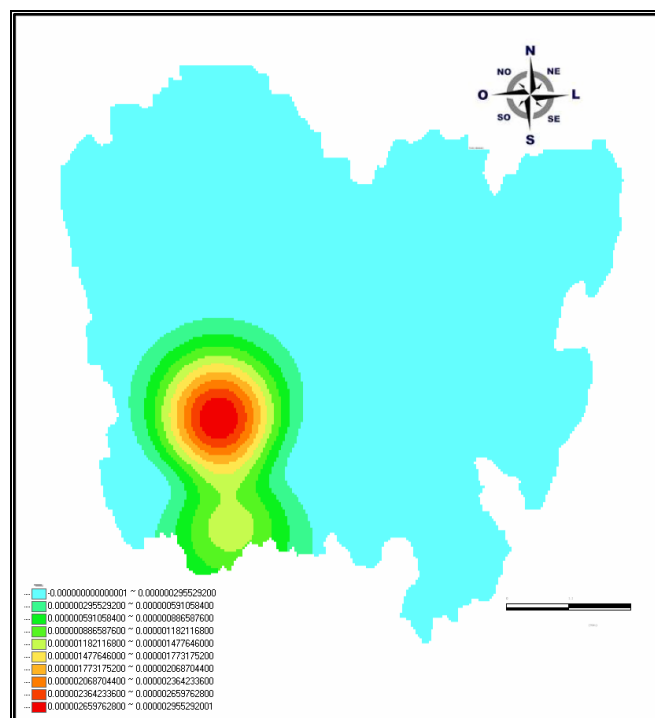 N
NO NE
O L
SO SE
S
-0.000000000000001 ~ 0.000000295529200
0.000000295529200 ~ 0.000000591058400
0.000000591058400 ~ 0.000000886587600
0.000000886587600 ~ 0.000001182116800
0.000001182116800 ~ 0.000001477646000
0.000001477646000 ~ 0.000001773175200
0.000001773175200 ~ 0.000002068704400
0.000002068704400 ~ 0.000002364233600
0.000002364233600 ~ 0.000002659762800
0.000002659762800 ~ 0.000002955292001